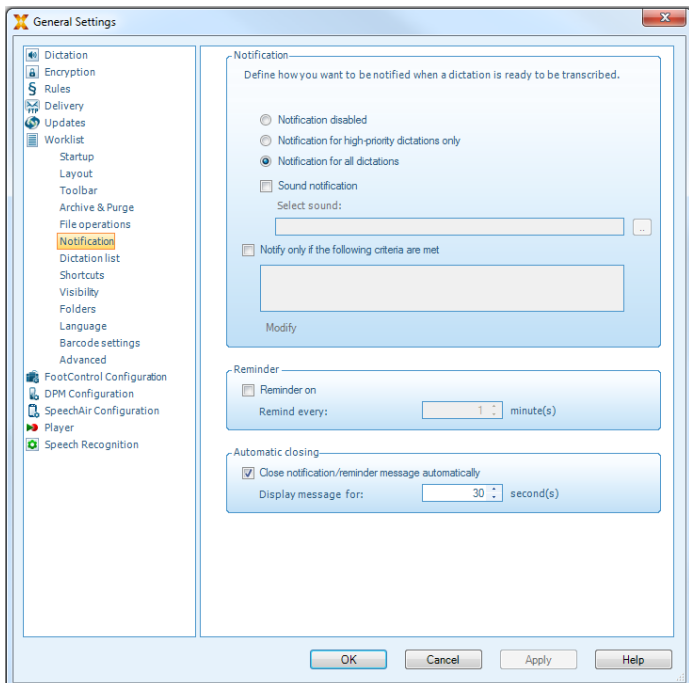 General Settings
Dictation
Encryption
§ Rules
FTP Delivery
Updates
Worklist
Startup
Layout
Toolbar
Archive & Purge
File operations
Notification
Dictation list
Shortcuts
Visibility
Folders
Language
Barcode settings
Advanced
FootControl Configuration
DPM Configuration
SpeechAir Configuration
Player
Speech Recognition
Notification
Define how you want to be notified when a dictation is ready to be transcribed.
Notification disabled
Notification for high-priority dictations only
Notification for all dictations
Sound notification
Select sound:
..
Notify only if the following criteria are met
Modify
Reminder
Reminder on
Remind every: 1 minute(s)
Automatic closing
Close notification/reminder message automatically
Display message for: 30 second(s)
OK Cancel Apply Help